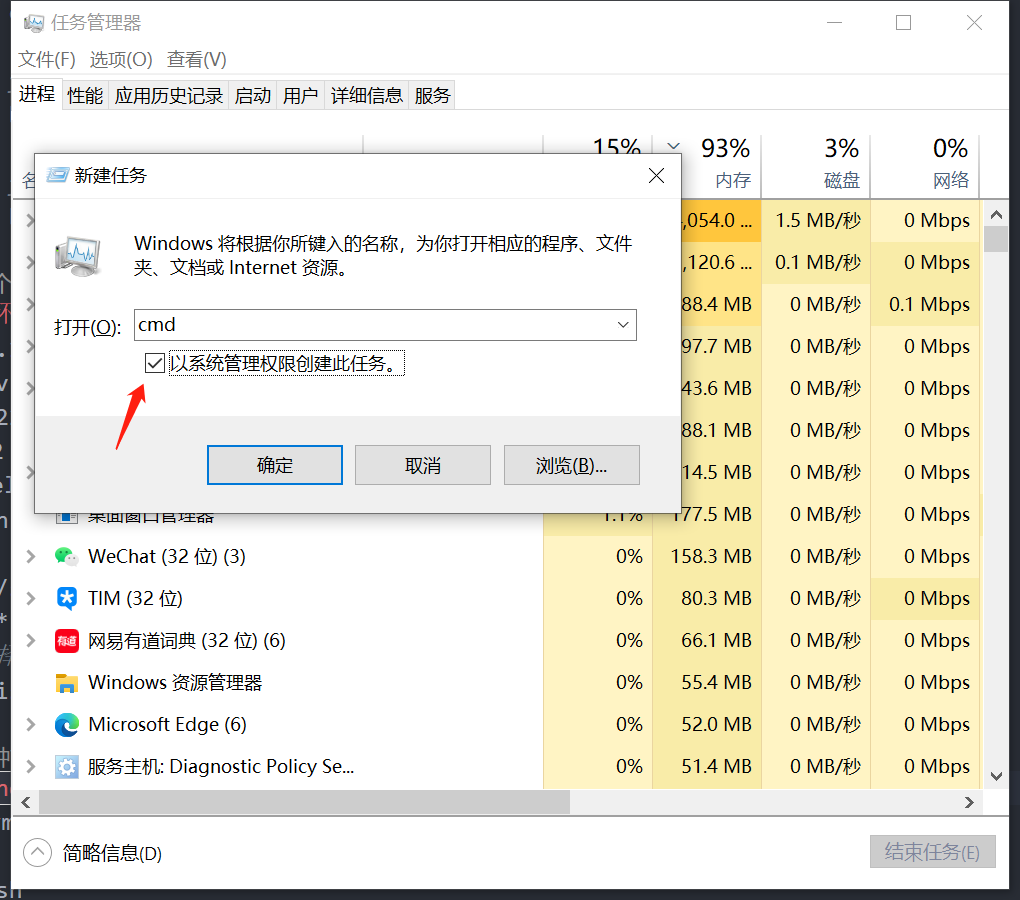 任务管理器
文件(F) 选项(O) 查看(V)
进程 性能 应用历史记录 启动 用户 详细信息 服务
15% 93% 3% 0%
内存 磁盘 网络
新建任务
Windows 将根据你所键入的名称，为你打开相应的程序、文件
夹、文档或 Internet 资源。
打开(O): cmd
以系统管理权限创建此任务。
确定 取消 浏览(B)...
,054.0 ... 1.5 MB/秒 0 Mbps
,120.6 ... 0.1 MB/秒 0 Mbps
88.4 MB 0 MB/秒 0.1 Mbps
97.7 MB 0 MB/秒 0 Mbps
43.6 MB 0 MB/秒 0 Mbps
88.1 MB 0 MB/秒 0 Mbps
14.5 MB 0 MB/秒 0 Mbps
桌面窗口管理器 1.1% 177.5 MB 0 MB/秒 0 Mbps
WeChat (32 位) (3) 0% 158.3 MB 0 MB/秒 0 Mbps
TIM (32 位) 0% 80.3 MB 0 MB/秒 0 Mbps
有道 网易有道词典 (32 位) (6) 0% 66.1 MB 0 MB/秒 0 Mbps
Windows 资源管理器 0% 55.4 MB 0 MB/秒 0 Mbps
Microsoft Edge (6) 0% 52.0 MB 0 MB/秒 0 Mbps
服务主机: Diagnostic Policy Se... 0% 51.4 MB 0 MB/秒 0 Mbps
简略信息(D) 结束任务(E)